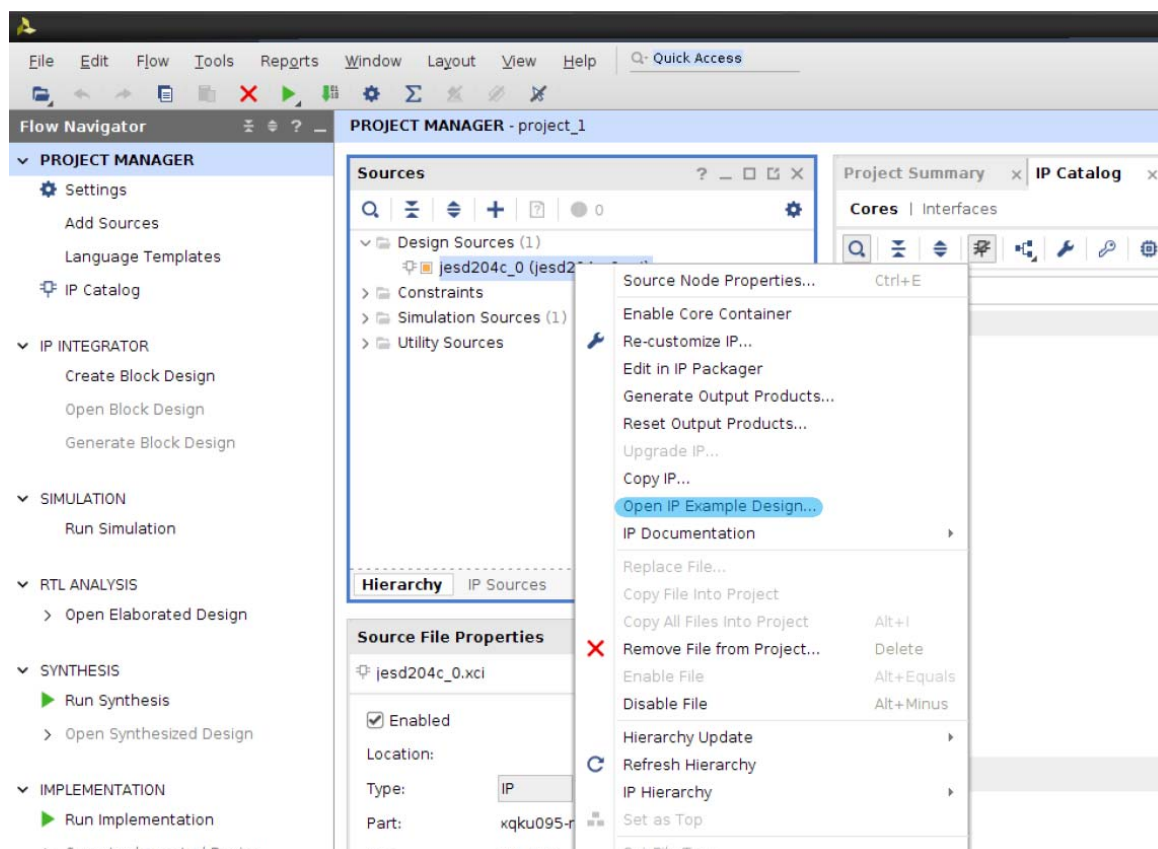 File Edit Flow Tools Reports Window Layout View Help Quick Access
Flow Navigator
PROJECT MANAGER - project_1
PROJECT MANAGER
Settings
Add Sources
Language Templates
IP Catalog
IP INTEGRATOR
Create Block Design
Open Block Design
Generate Block Design
SIMULATION
Run Simulation
RTL ANALYSIS
Open Elaborated Design
SYNTHESIS
Run Synthesis
Open Synthesized Design
IMPLEMENTATION
Run Implementation
Sources
0
Design Sources (1)
jesd204c_0
Constraints
Simulation Sources (1)
Utility Sources
Hierarchy IP Sources
Source File Properties
jesd204c_0.xci
Enabled
Location:
Type: IP
Part:
Source Node Properties... Ctrl+E
Enable Core Container
Re-customize IP...
Edit in IP Packager
Generate Output Products...
Reset Output Products...
Upgrade IP...
Copy IP...
Open IP Example Design...
IP Documentation
Replace File...
Copy File Into Project
Copy All Files Into Project Alt+I
Remove File from Project... Delete
Enable File Alt+Equals
Disable File Alt+Minus
Hierarchy Update
Refresh Hierarchy
IP Hierarchy
Set as Top
Project Summary IP Catalog
Cores | Interfaces